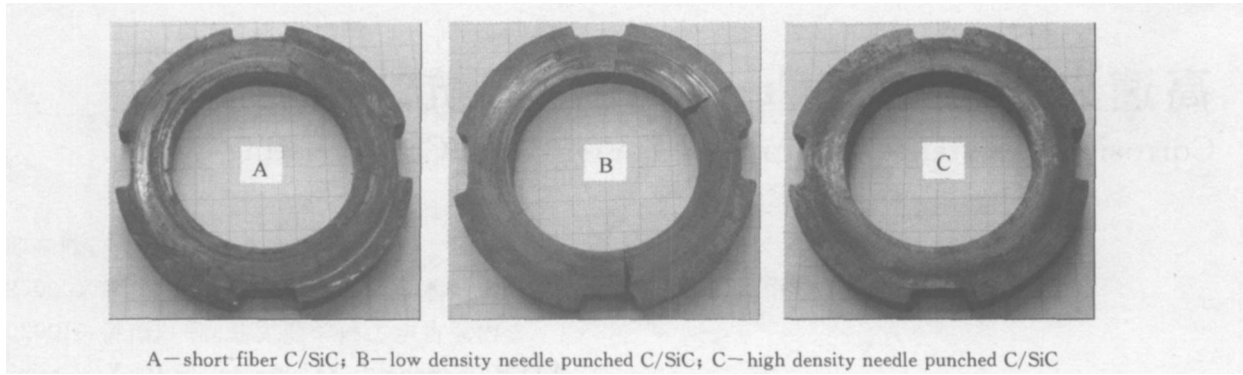 A
B
C
A—short fiber C/SiC; B—low density needle punched C/SiC; C—high density needle punched C/SiC